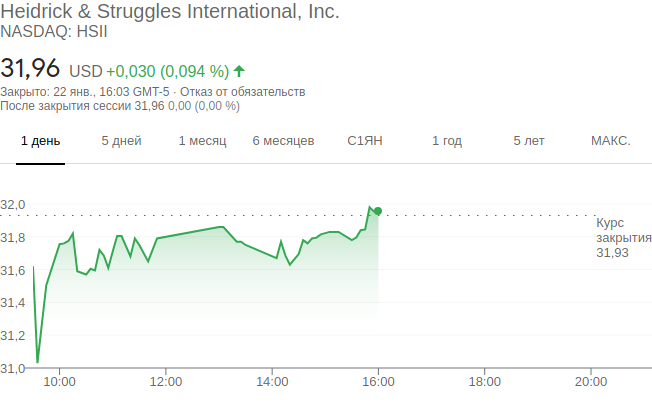 Heidrick & Struggles International, Inc.
NASDAQ: HSII
31,96 USD +0,030 (0,094 %)
Закрыто: 22 янв., 16:03 GMT-5 · Отказ от обязательств
После закрытия сессии 31,96 0,00 (0,00 %)
1 день 5 дней 1 месяц 6 месяцев С1ЯН 1 год 5 лет МАКС.
32,0
31,8
31,6
31,4
31,2
31,0
Курс
закрытия
31,93
10:00 12:00 14:00 16:00 18:00 20:00